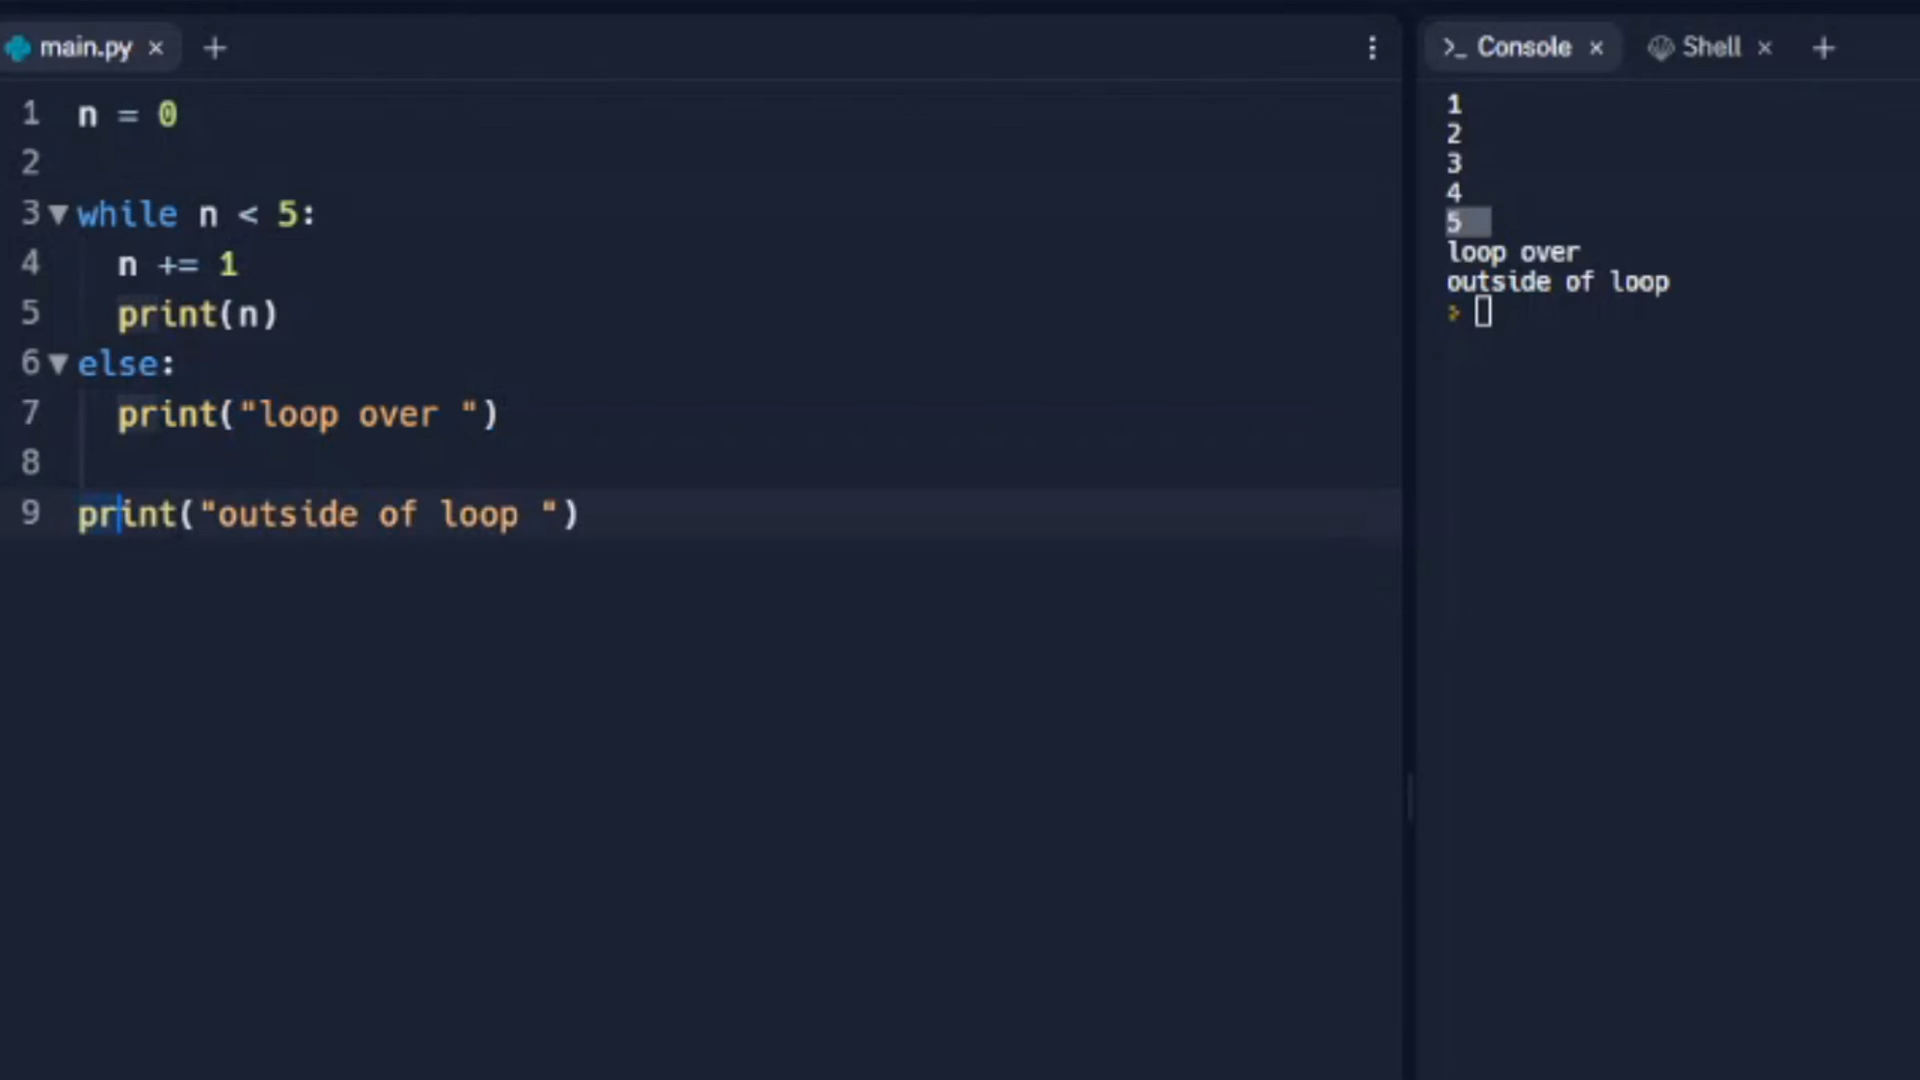 main.py × +
1 n = 0
2
3 while n < 5:
4 n += 1
5 print(n)
6 else:
7 print("loop over ")
8
9 print("outside of loop ")
>_ Console × Shell × +
1
2
3
4
5
loop over
outside of loop
>